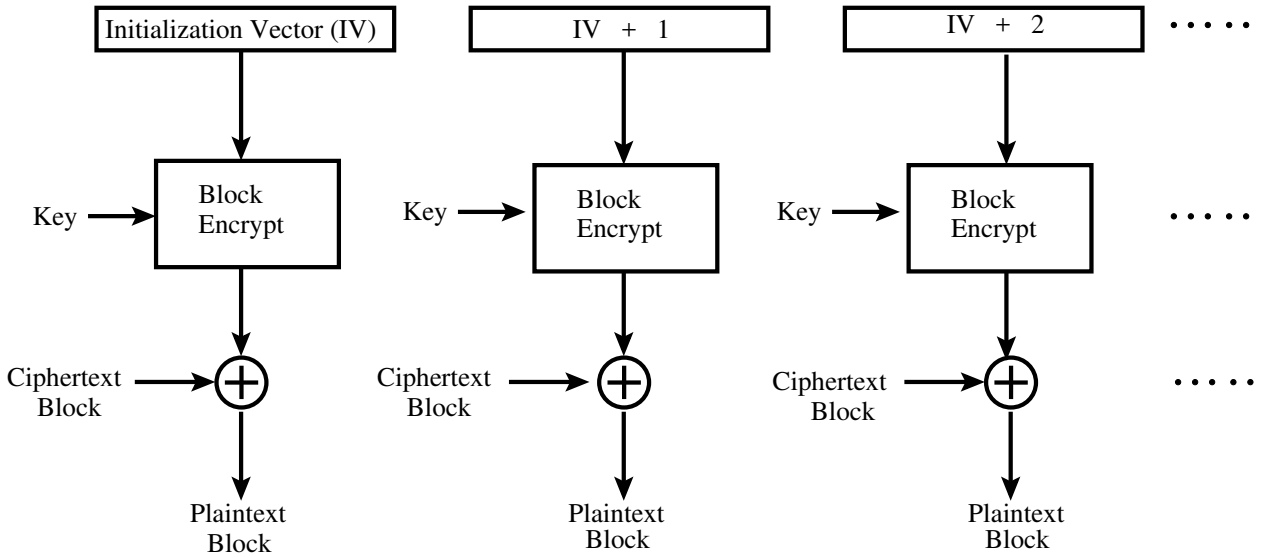 Initialization Vector (IV)
IV + 1
IV + 2
Key
Block
Encrypt
Key
Block
Encrypt
Key
Block
Encrypt
Ciphertext
Block
Ciphertext
Block
Ciphertext
Block
Plaintext
Block
Plaintext
Block
Plaintext
Block